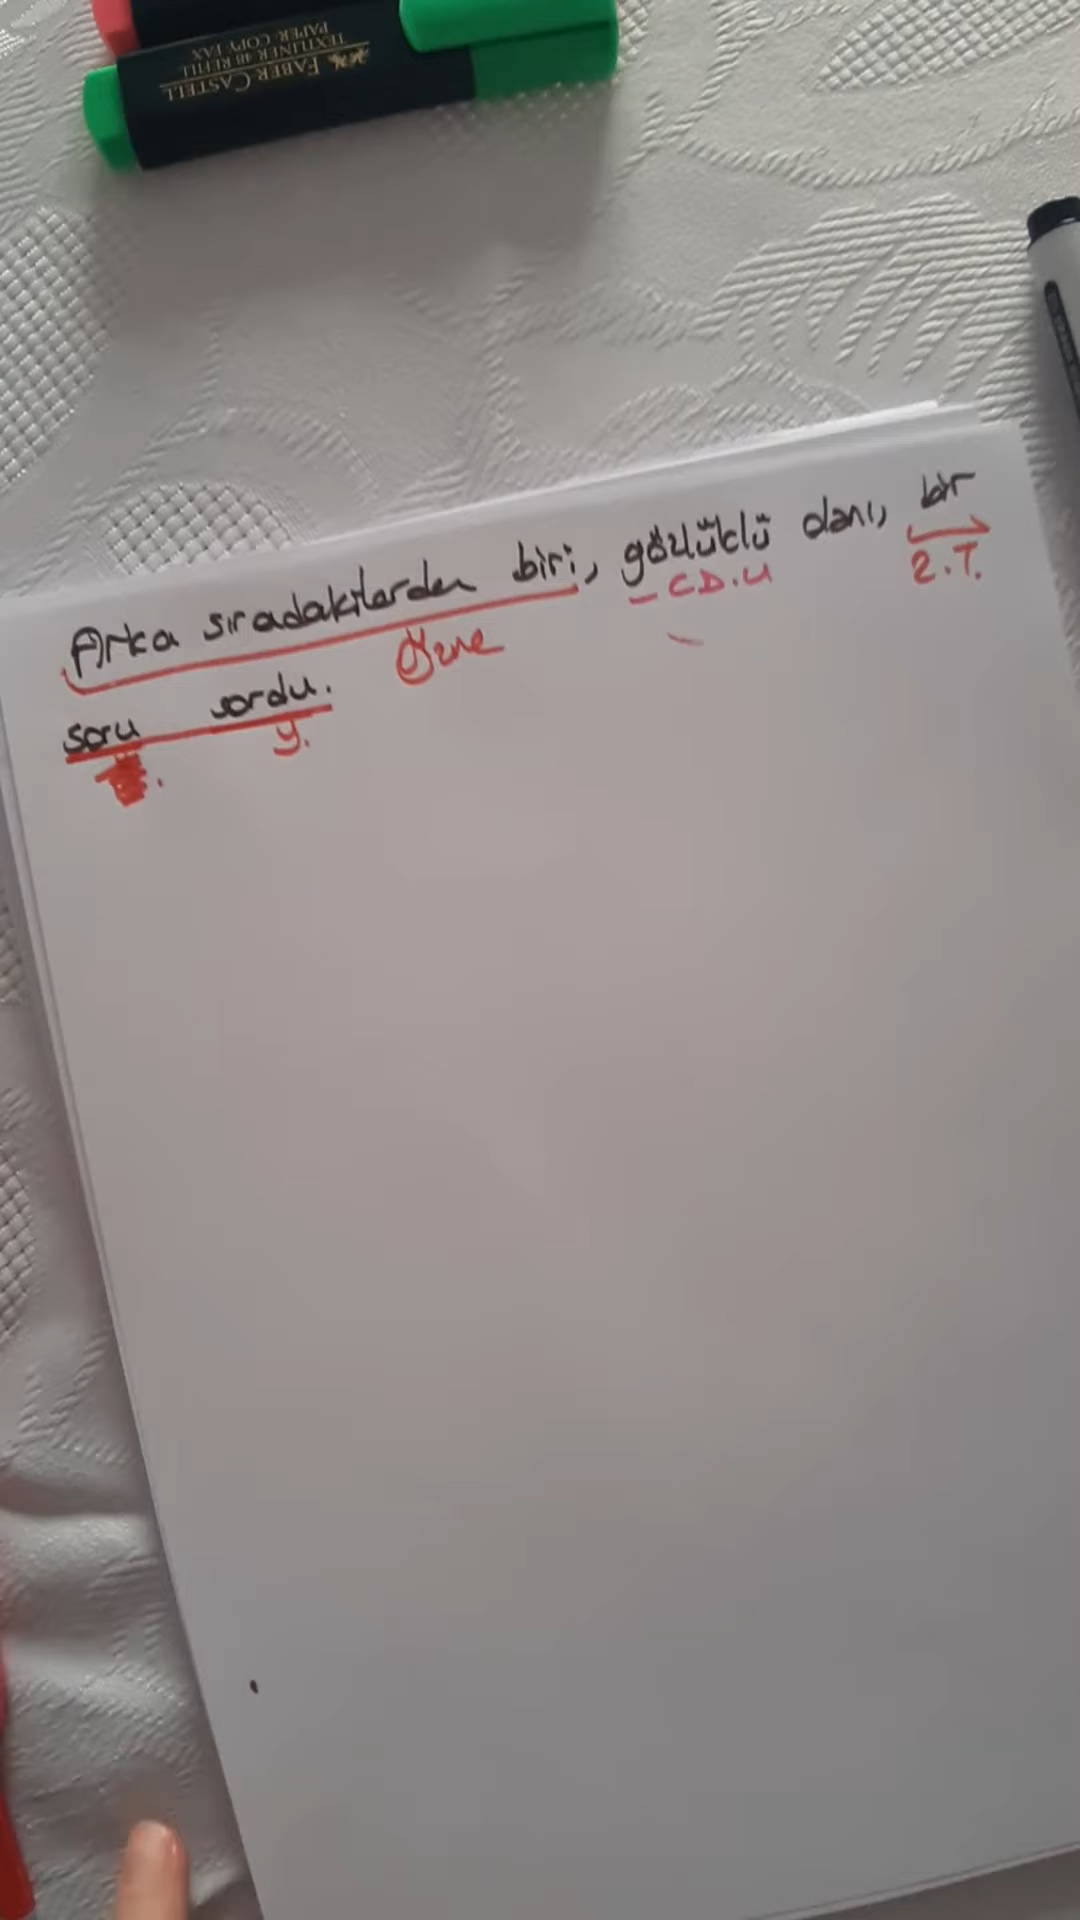 FABER CASTELL
TEXTLINER 48 REFILL
PAPER COPY FAX
Arka sıradakilerden biri, gözlüklü olanı, bir
2.T.
C.D.U
Özne
soru sordu.
y.